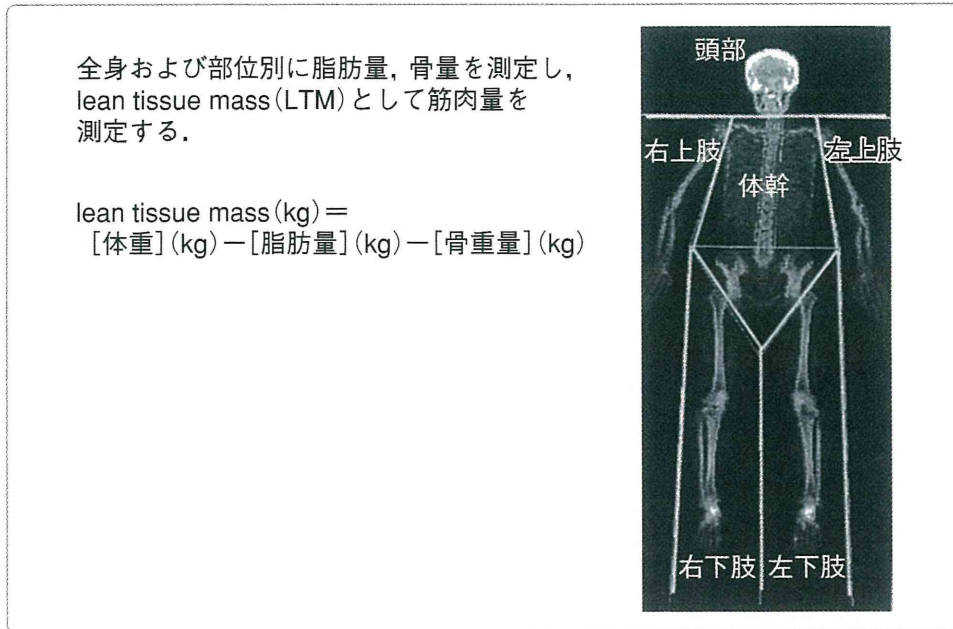 全身および部位別に脂肪量，骨量を測定し，
lean tissue mass（LTM）として筋肉量を
測定する．
lean tissue mass（kg）＝
［体重］（kg）－［脂肪量］（kg）－［骨重量］（kg）
頭部
右上肢
左上肢
体幹
右下肢
左下肢